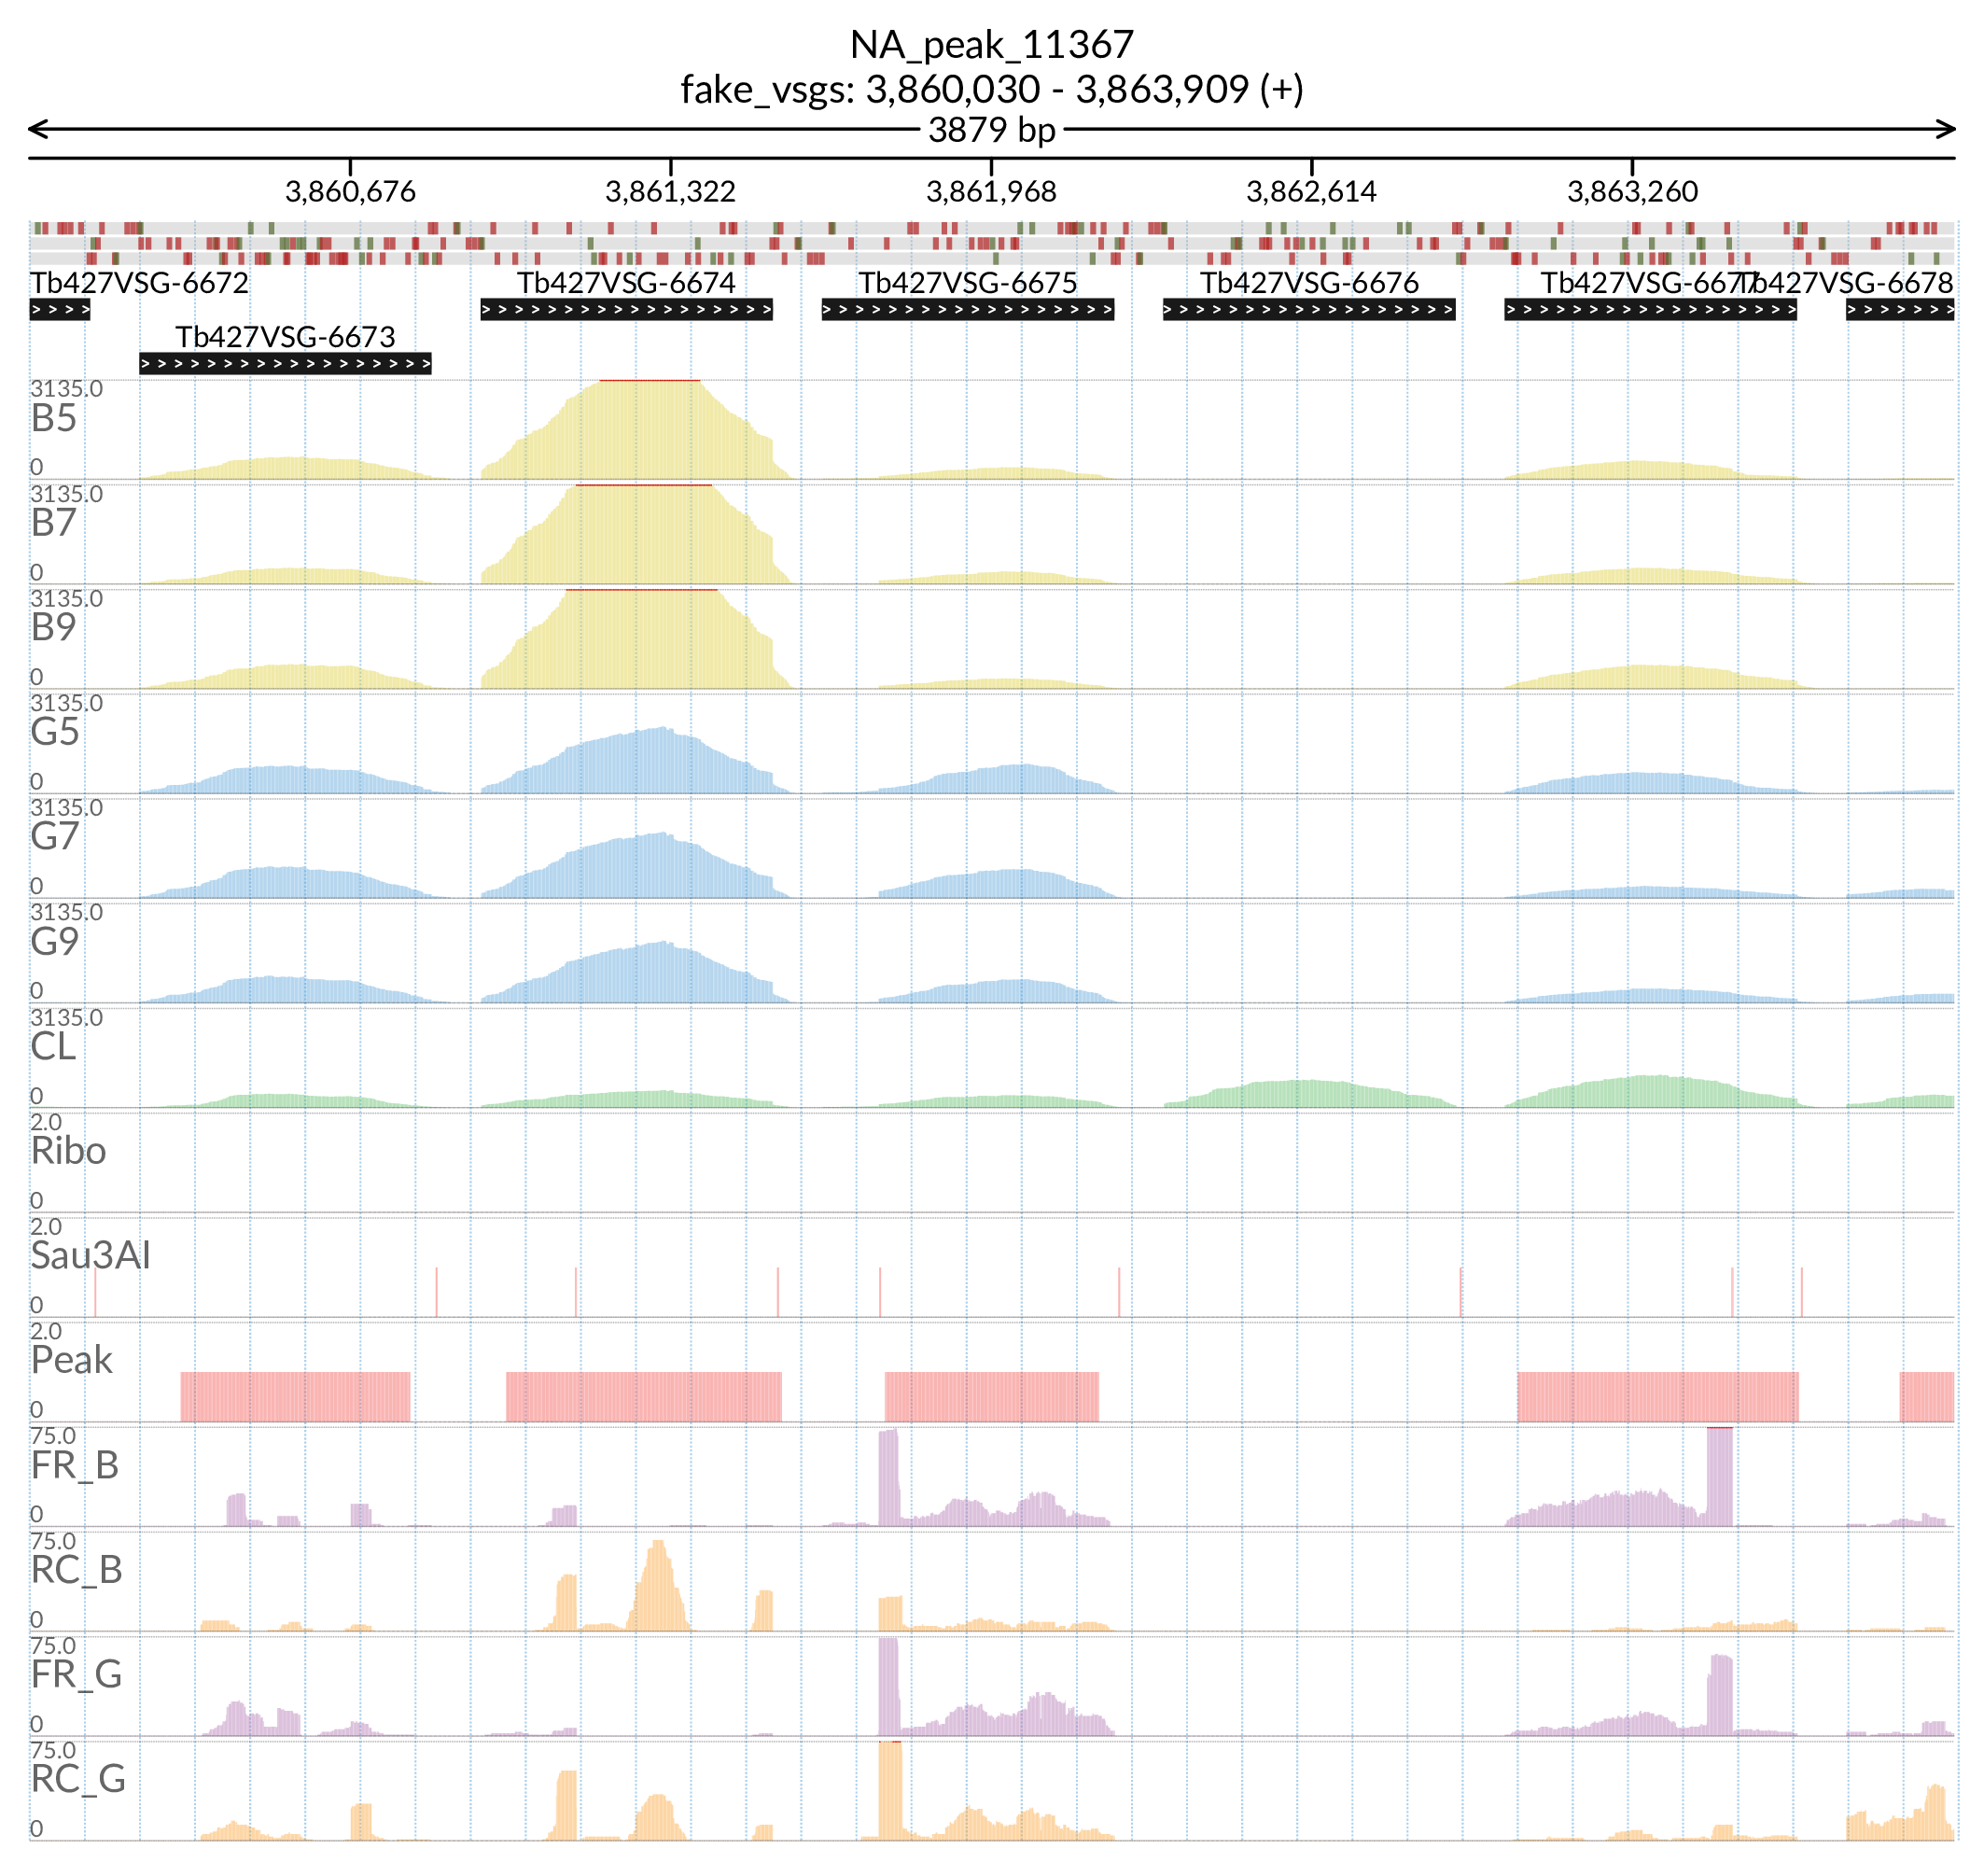 NA_peak_11367
fake_vsgs: 3,860,030 - 3,863,909 (+)
3879 bp
3,860,676 3,861,322 3,861,968 3,862,614 3,863,260
Tb427VSG-6672 Tb427VSG-6674 Tb427VSG-6675 Tb427VSG-6676 Tb427VSG-6677 Tb427VSG-6678
Tb427VSG-6673
3135.0
B5
0
3135.0
B7
0
3135.0
B9
0
3135.0
G5
0
3135.0
G7
0
3135.0
G9
0
3135.0
CL
0
2.0
Ribo
0
2.0
Sau3AI
0
2.0
Peak
0
75.0
FR_B
0
75.0
RC_B
0
75.0
FR_G
0
75.0
RC_G
0